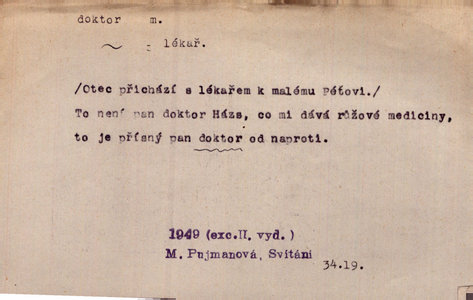 doktor m.
~ : lékař.
/Otec přichází s lékařem k malému Péťovi./
To není pan doktor Házs, co mi dává růžové mediciny,
to je přísný pan doktor od naproti.
1949 (exc.II. vyd.)
M. Pujmanová, Svítání
34.19.